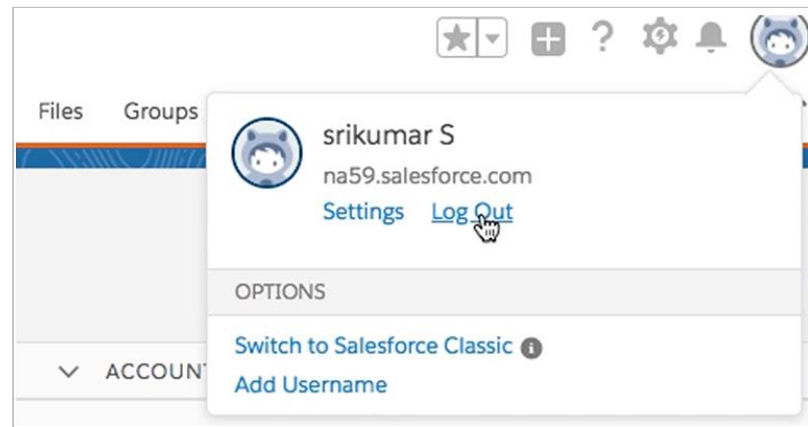 Files Groups
srikumar S
na59.salesforce.com
Settings Log Out
OPTIONS
Switch to Salesforce Classic
ACCOUNT
Add Username